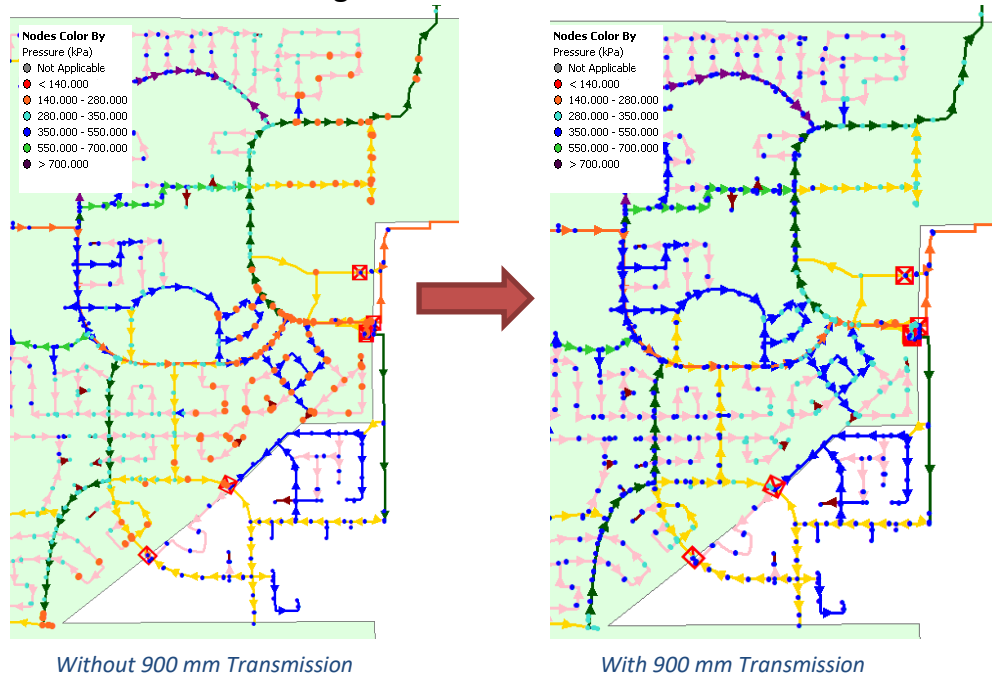 Nodes Color By
Pressure (kPa)
Not Applicable
< 140.000
140.000 - 280.000
280.000 - 350.000
350.000 - 550.000
550.000 - 700.000
> 700.000
Nodes Color By
Pressure (kPa)
Not Applicable
< 140.000
140.000 - 280.000
280.000 - 350.000
350.000 - 550.000
550.000 - 700.000
> 700.000
Without 900 mm Transmission
With 900 mm Transmission